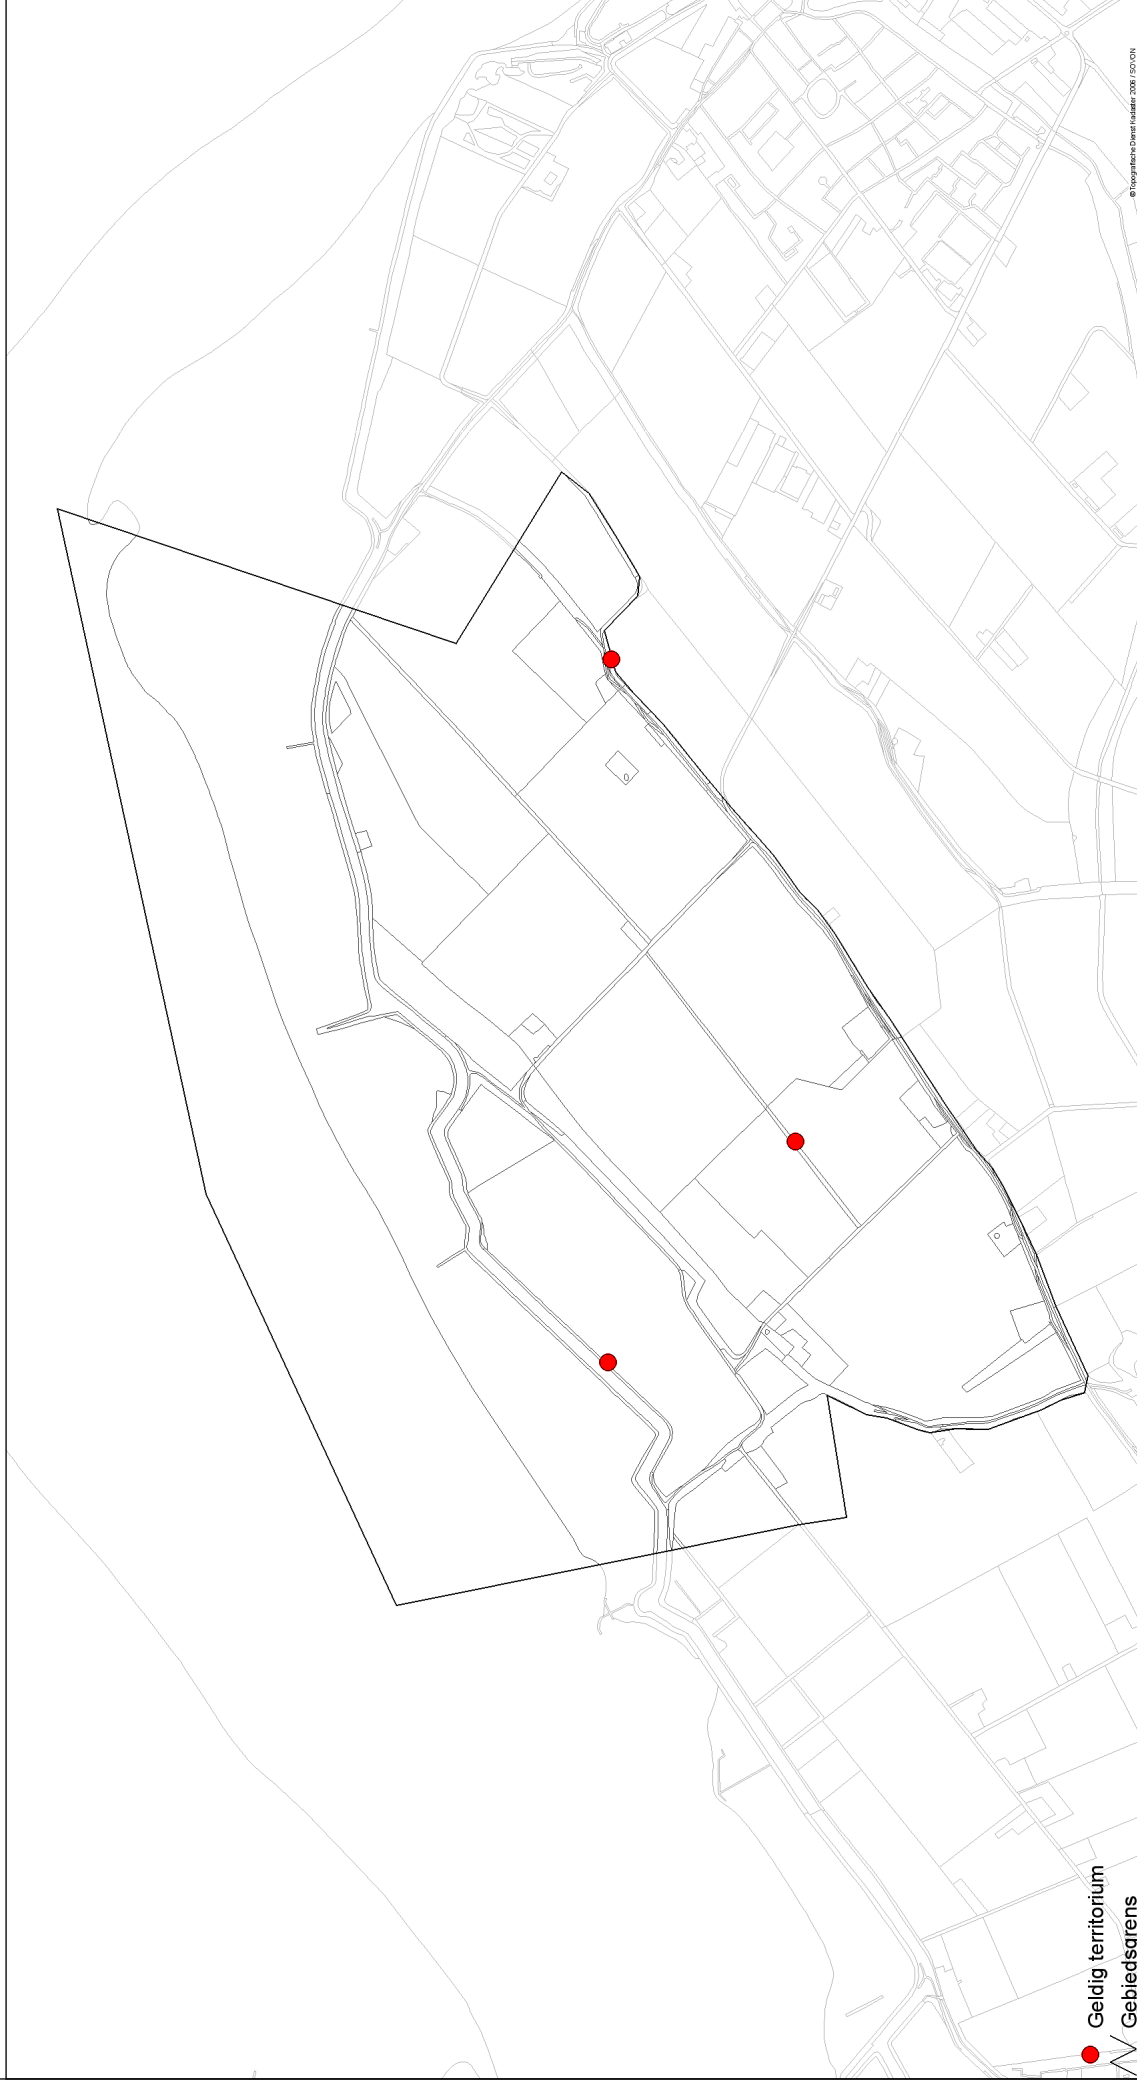 © Topografische Dienst Kadaster 2006 / SOVON
Geldig territorium
Gebiedsgrens